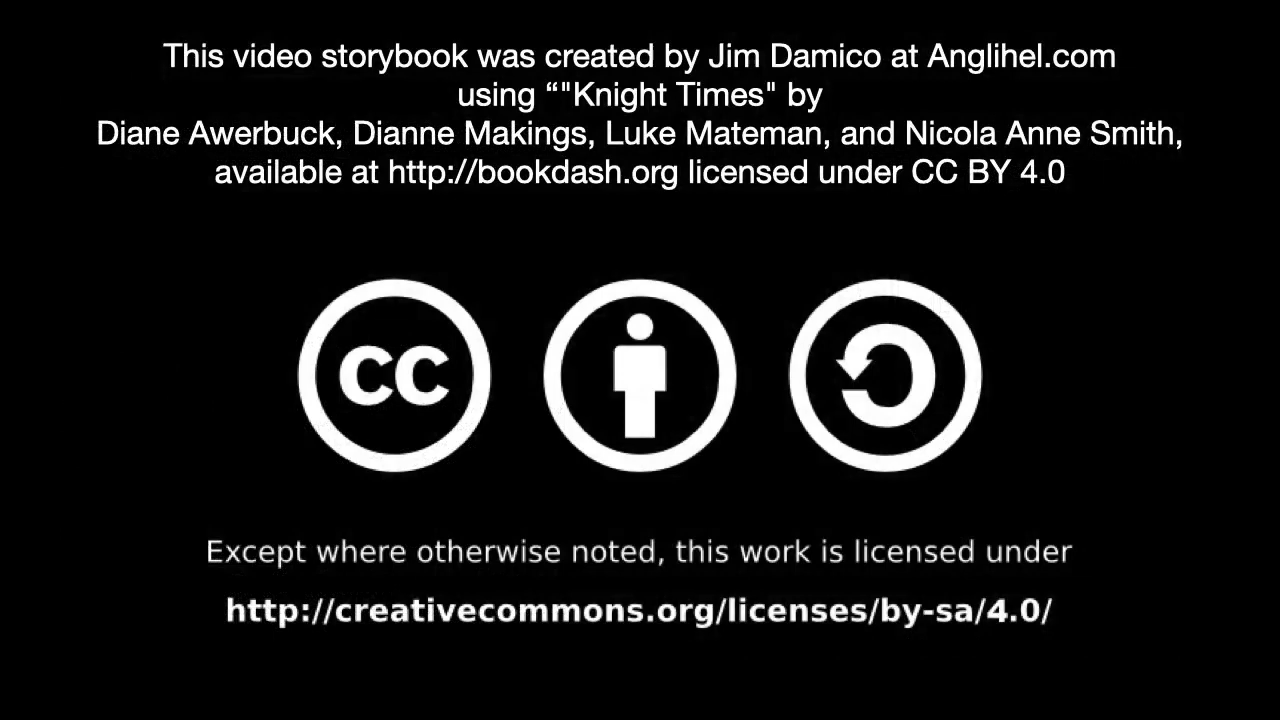 This video storybook was created by Jim Damico at Anglihel.com
using “"Knight Times" by
Diane Awerbuck, Dianne Makings, Luke Mateman, and Nicola Anne Smith,
available at http://bookdash.org licensed under CC BY 4.0
cc
Except where otherwise noted, this work is licensed under
http://creativecommons.org/licenses/by-sa/4.0/